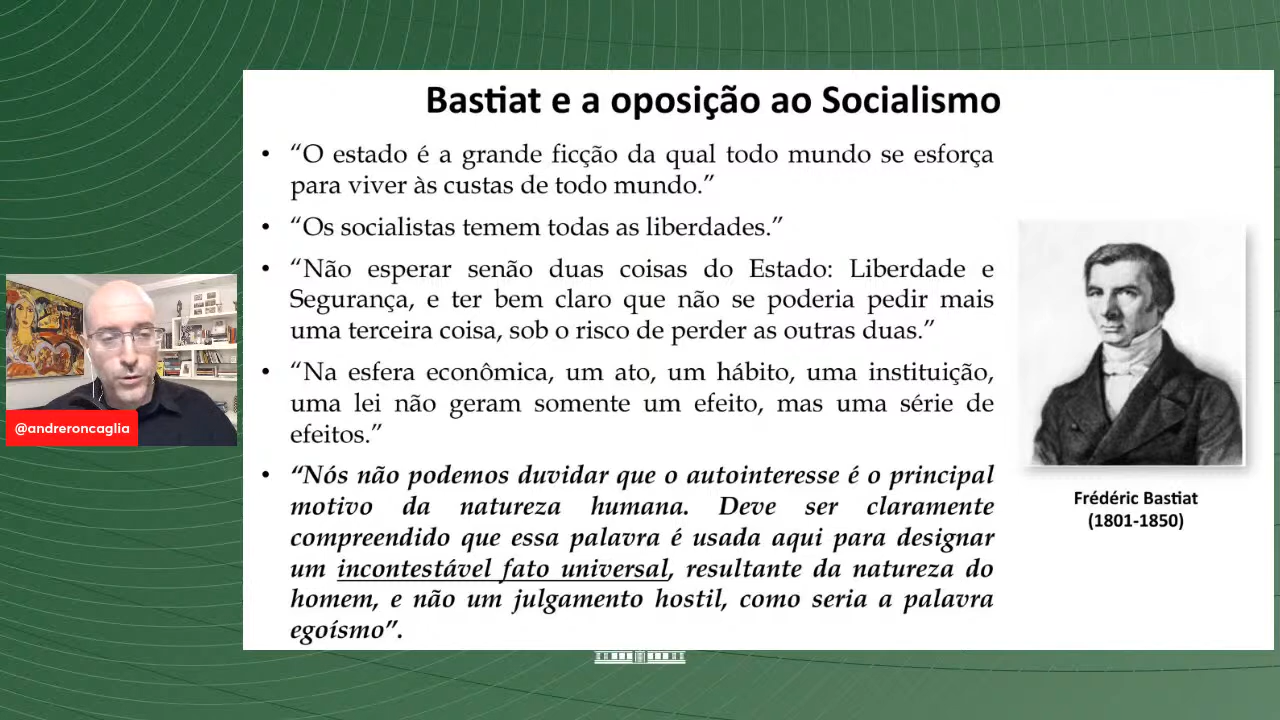 Bastiat e a oposição ao Socialismo
• “O estado é a grande ficção da qual todo mundo se esforça
para viver às custas de todo mundo.”
• “Os socialistas temem todas as liberdades.”
• “Não esperar senão duas coisas do Estado: Liberdade e
Segurança, e ter bem claro que não se poderia pedir mais
uma terceira coisa, sob o risco de perder as outras duas.”
• “Na esfera econômica, um ato, um hábito, uma instituição,
uma lei não geram somente um efeito, mas uma série de
efeitos.”
• “Nós não podemos duvidar que o autointeresse é o principal
motivo da natureza humana. Deve ser claramente
compreendido que essa palavra é usada aqui para designar
um incontestável fato universal, resultante da natureza do
homem, e não um julgamento hostil, como seria a palavra
egoísmo”.
Frédéric Bastiat
(1801-1850)
@andreroncaglia